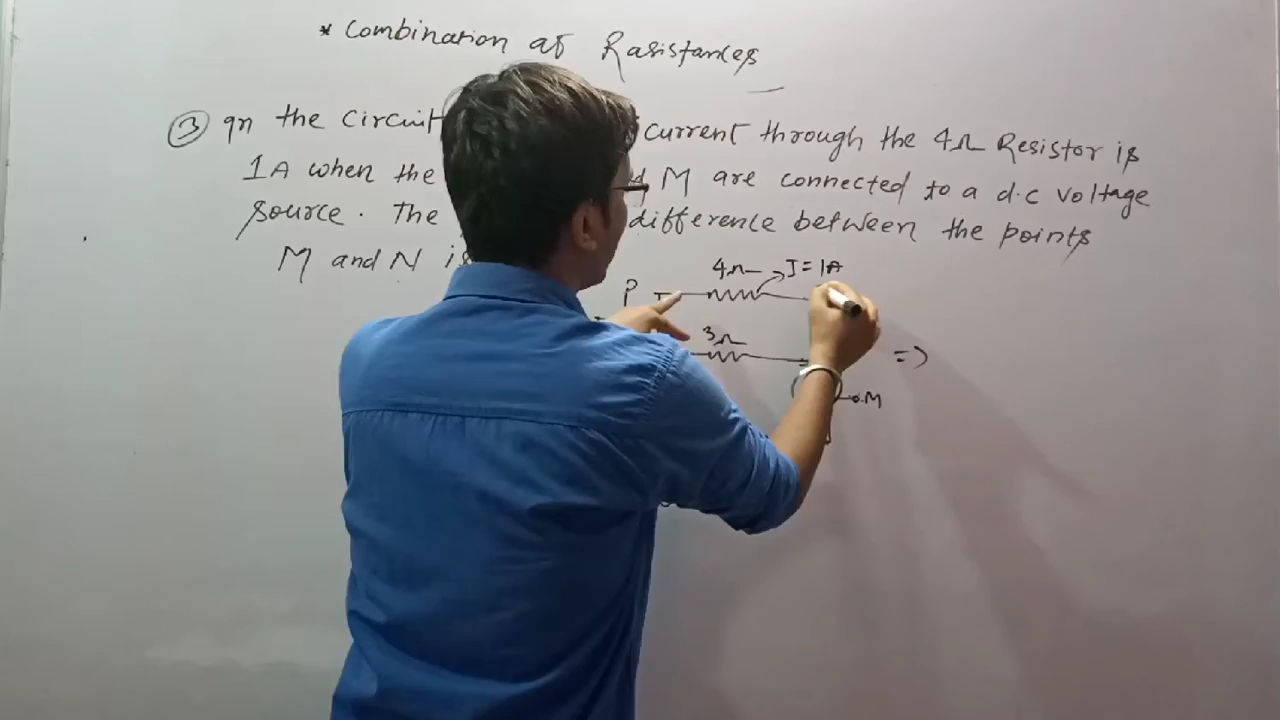 * Combination of Rasistances
③ In the circuit current through the 4Ω Resistor is
1A when the M are connected to a d.c voltage
source. The difference between the points
M and N is
4Ω I = 1A
P
3Ω
=>
M